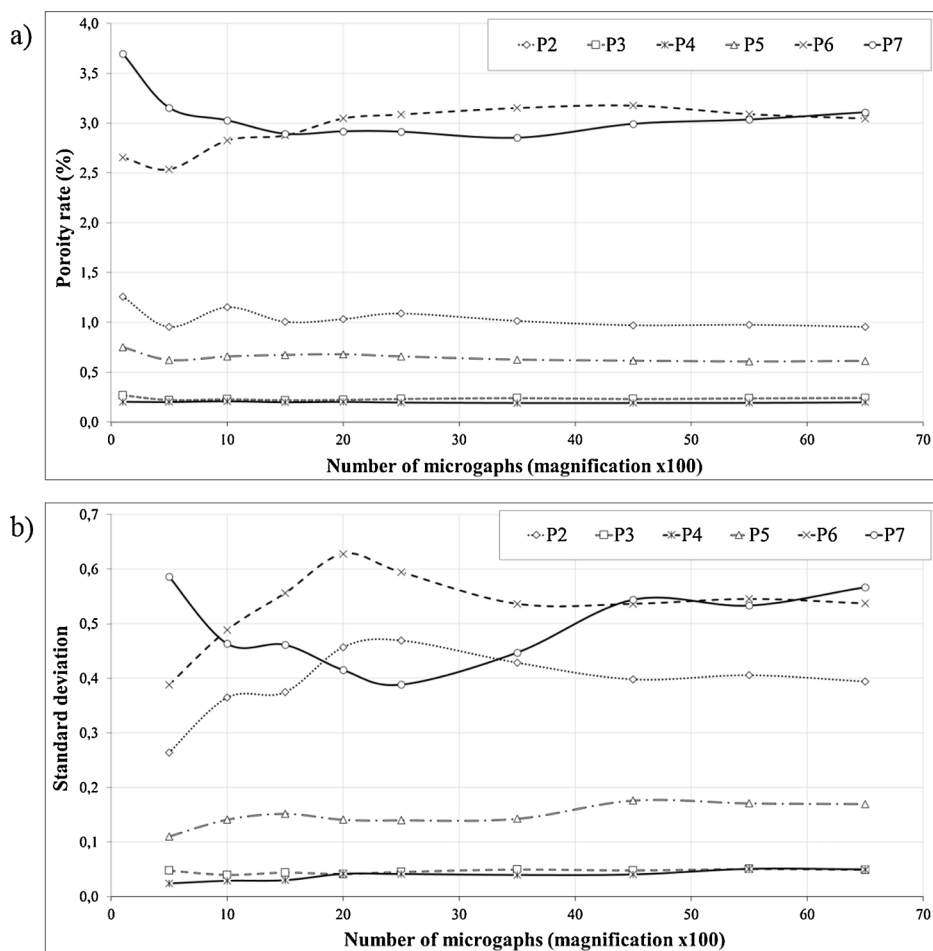 a)
4,0
P2 P3 P4 P5 P6 P7
3,5
3,0
2,5
2,0
1,5
1,0
0,5
0,0
Poroity rate (%)
0 10 20 30 40 50 60 70
Number of microgaphs (magnification x100)
b)
0,7
P2 P3 P4 P5 P6 P7
0,6
0,5
0,4
0,3
0,2
0,1
0,0
Standard deviation
0 10 20 30 40 50 60 70
Number of microgaphs (magnification x100)